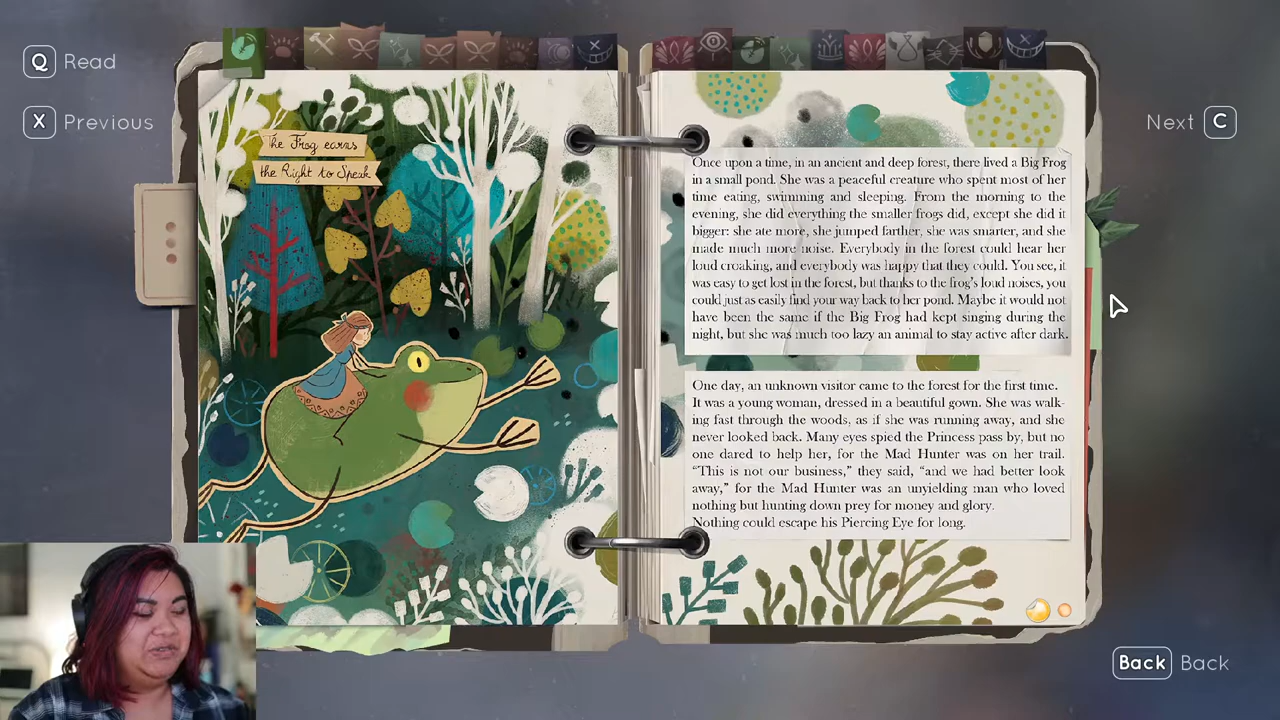 Q Read
X Previous
Next C
The Frog earns
the Right to Speak
Once upon a time, in an ancient and deep forest, there lived a Big Frog
in a small pond. She was a peaceful creature who spent most of her
time eating, swimming and sleeping. From the morning to the
evening, she did everything the smaller frogs did, except she did it
bigger: she ate more, she jumped farther, she was smarter, and she
made much more noise. Everybody in the forest could hear her
loud croaking, and everybody was happy that they could. You see, it
was easy to get lost in the forest, but thanks to the frog's loud noises, you
could just as easily find your way back to her pond. Maybe it would not
have been the same if the Big Frog had kept singing during the
night, but she was much too lazy an animal to stay active after dark.
One day, an unknown visitor came to the forest for the first time.
It was a young woman, dressed in a beautiful gown. She was walk-
ing fast through the woods, as if she was running away, and she
never looked back. Many eyes spied the Princess pass by, but no
one dared to help her, for the Mad Hunter was on her trail.
“This is not our business,” they said, “and we had better look
away,” for the Mad Hunter was an unyielding man who loved
nothing but hunting down prey for money and glory.
Nothing could escape his Piercing Eye for long.
Back Back